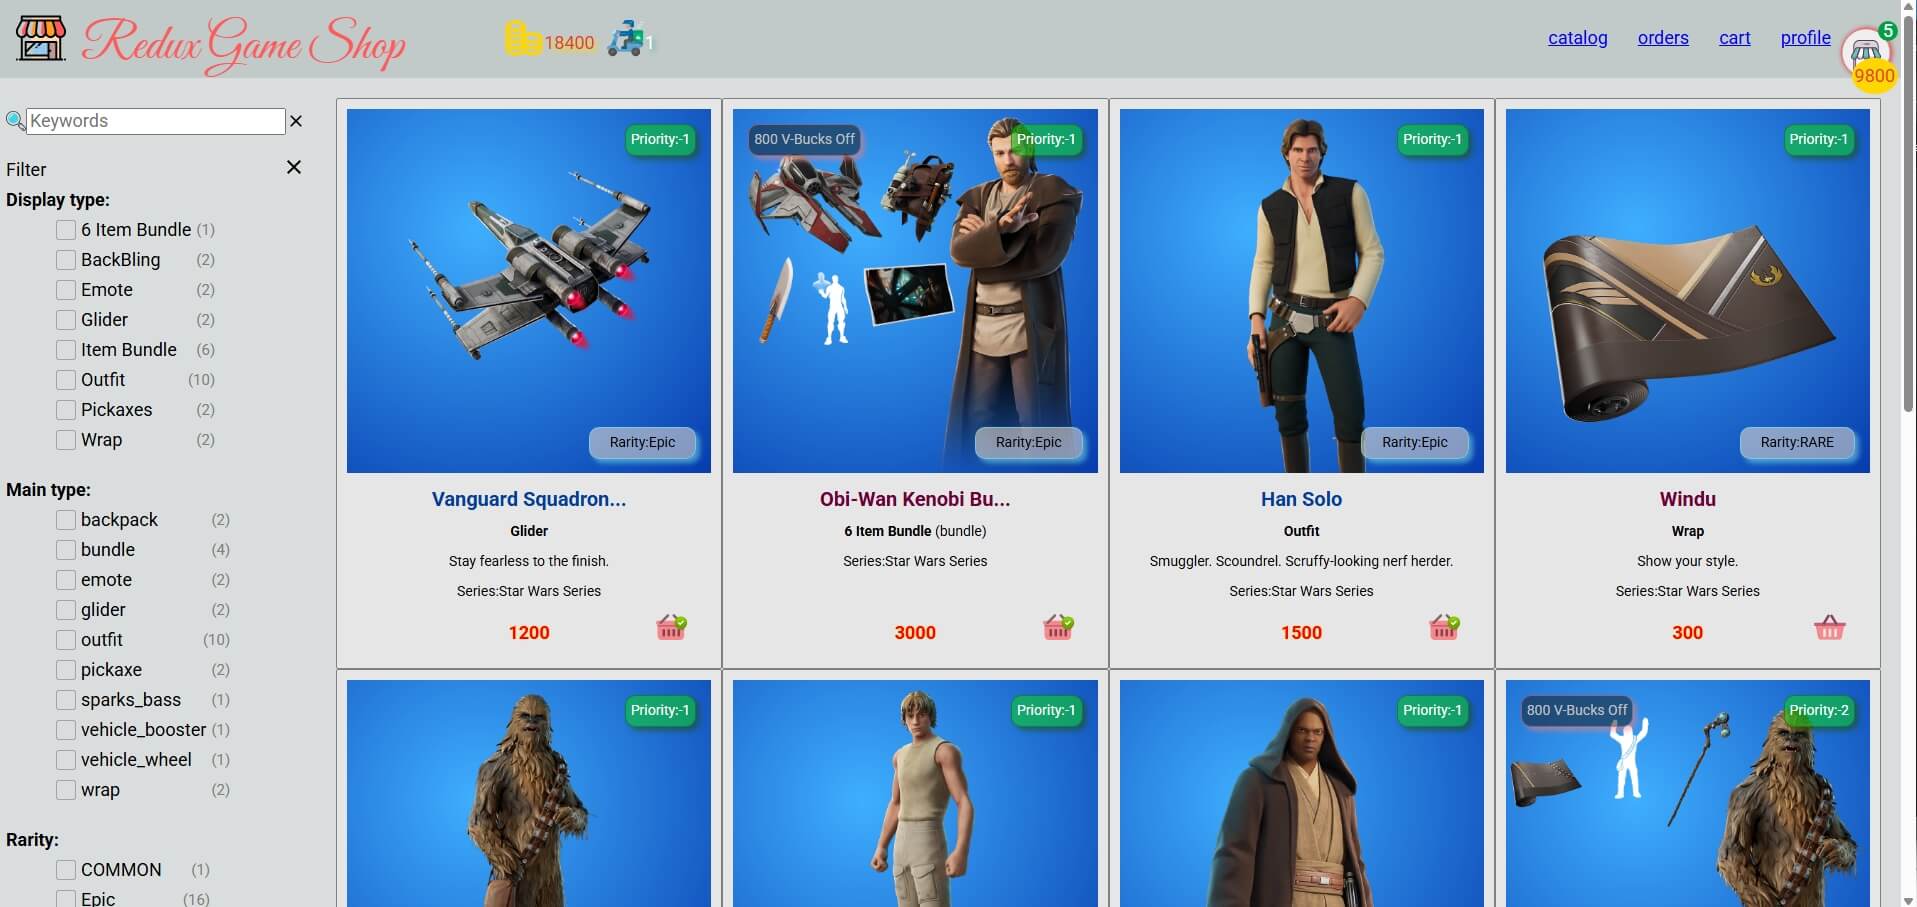 Redux Game Shop
18400
1
catalog
orders
cart
profile
5
9800
Keywords
Filter
Display type:
6 Item Bundle (1)
BackBling (2)
Emote (2)
Glider (2)
Item Bundle (6)
Outfit (10)
Pickaxes (2)
Wrap (2)
Main type:
backpack (2)
bundle (4)
emote (2)
glider (2)
outfit (10)
pickaxe (2)
sparks_bass (1)
vehicle_booster (1)
vehicle_wheel (1)
wrap (2)
Rarity:
COMMON (1)
Epic (16)
Priority:-1
Rarity:Epic
Vanguard Squadron...
Glider
Stay fearless to the finish.
Series:Star Wars Series
1200
800 V-Bucks Off
Priority:-1
Rarity:Epic
Obi-Wan Kenobi Bu...
6 Item Bundle (bundle)
Series:Star Wars Series
3000
Priority:-1
Rarity:Epic
Han Solo
Outfit
Smuggler. Scoundrel. Scruffy-looking nerf herder.
Series:Star Wars Series
1500
Priority:-1
Rarity:RARE
Windu
Wrap
Show your style.
Series:Star Wars Series
300
Priority:-1
Priority:-1
Priority:-1
800 V-Bucks Off
Priority:-2